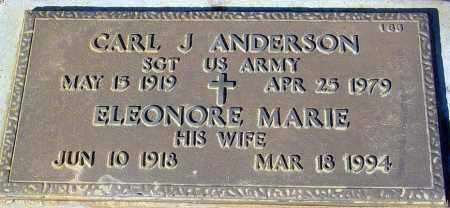 CARL J ANDERSON
SGT US ARMY
MAY 15 1919 APR 25 1979
ELEONORE MARIE
HIS WIFE
JUN 10 1918 MAR 18 1994